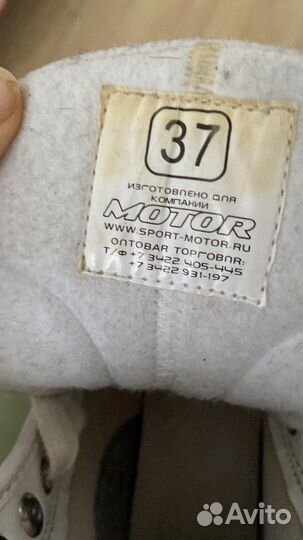 37
ИЗГОТОВЛЕНО ДЛЯ
КОМПАНИИ
MOTOR
WWW.SPORT-MOTOR.RU
ОПТОВАЯ ТОРГОВЛЯ:
Т/Ф +7 3422 405-445
+7 3422 931-197
Avito